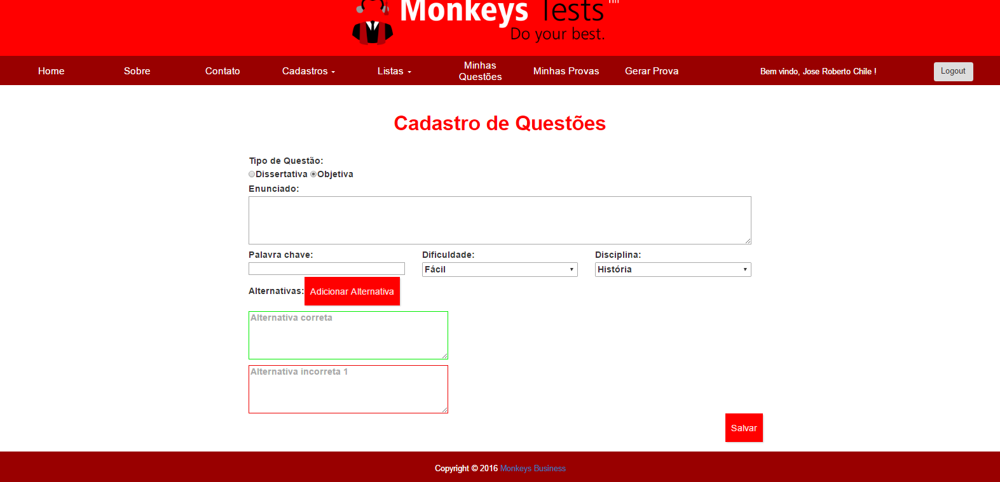 Monkeys Tests
Do your best.
Home Sobre Contato Cadastros Listas Minhas Questões Minhas Provas Gerar Prova Bem vindo, Jose Roberto Chile ! Logout
Cadastro de Questões
Tipo de Questão:
Dissertativa Objetiva
Enunciado:
Palavra chave: Dificuldade: Disciplina:
Fácil História
Alternativas: Adicionar Alternativa
Alternativa correta
Alternativa incorreta 1
Salvar
Copyright © 2016 Monkeys Business